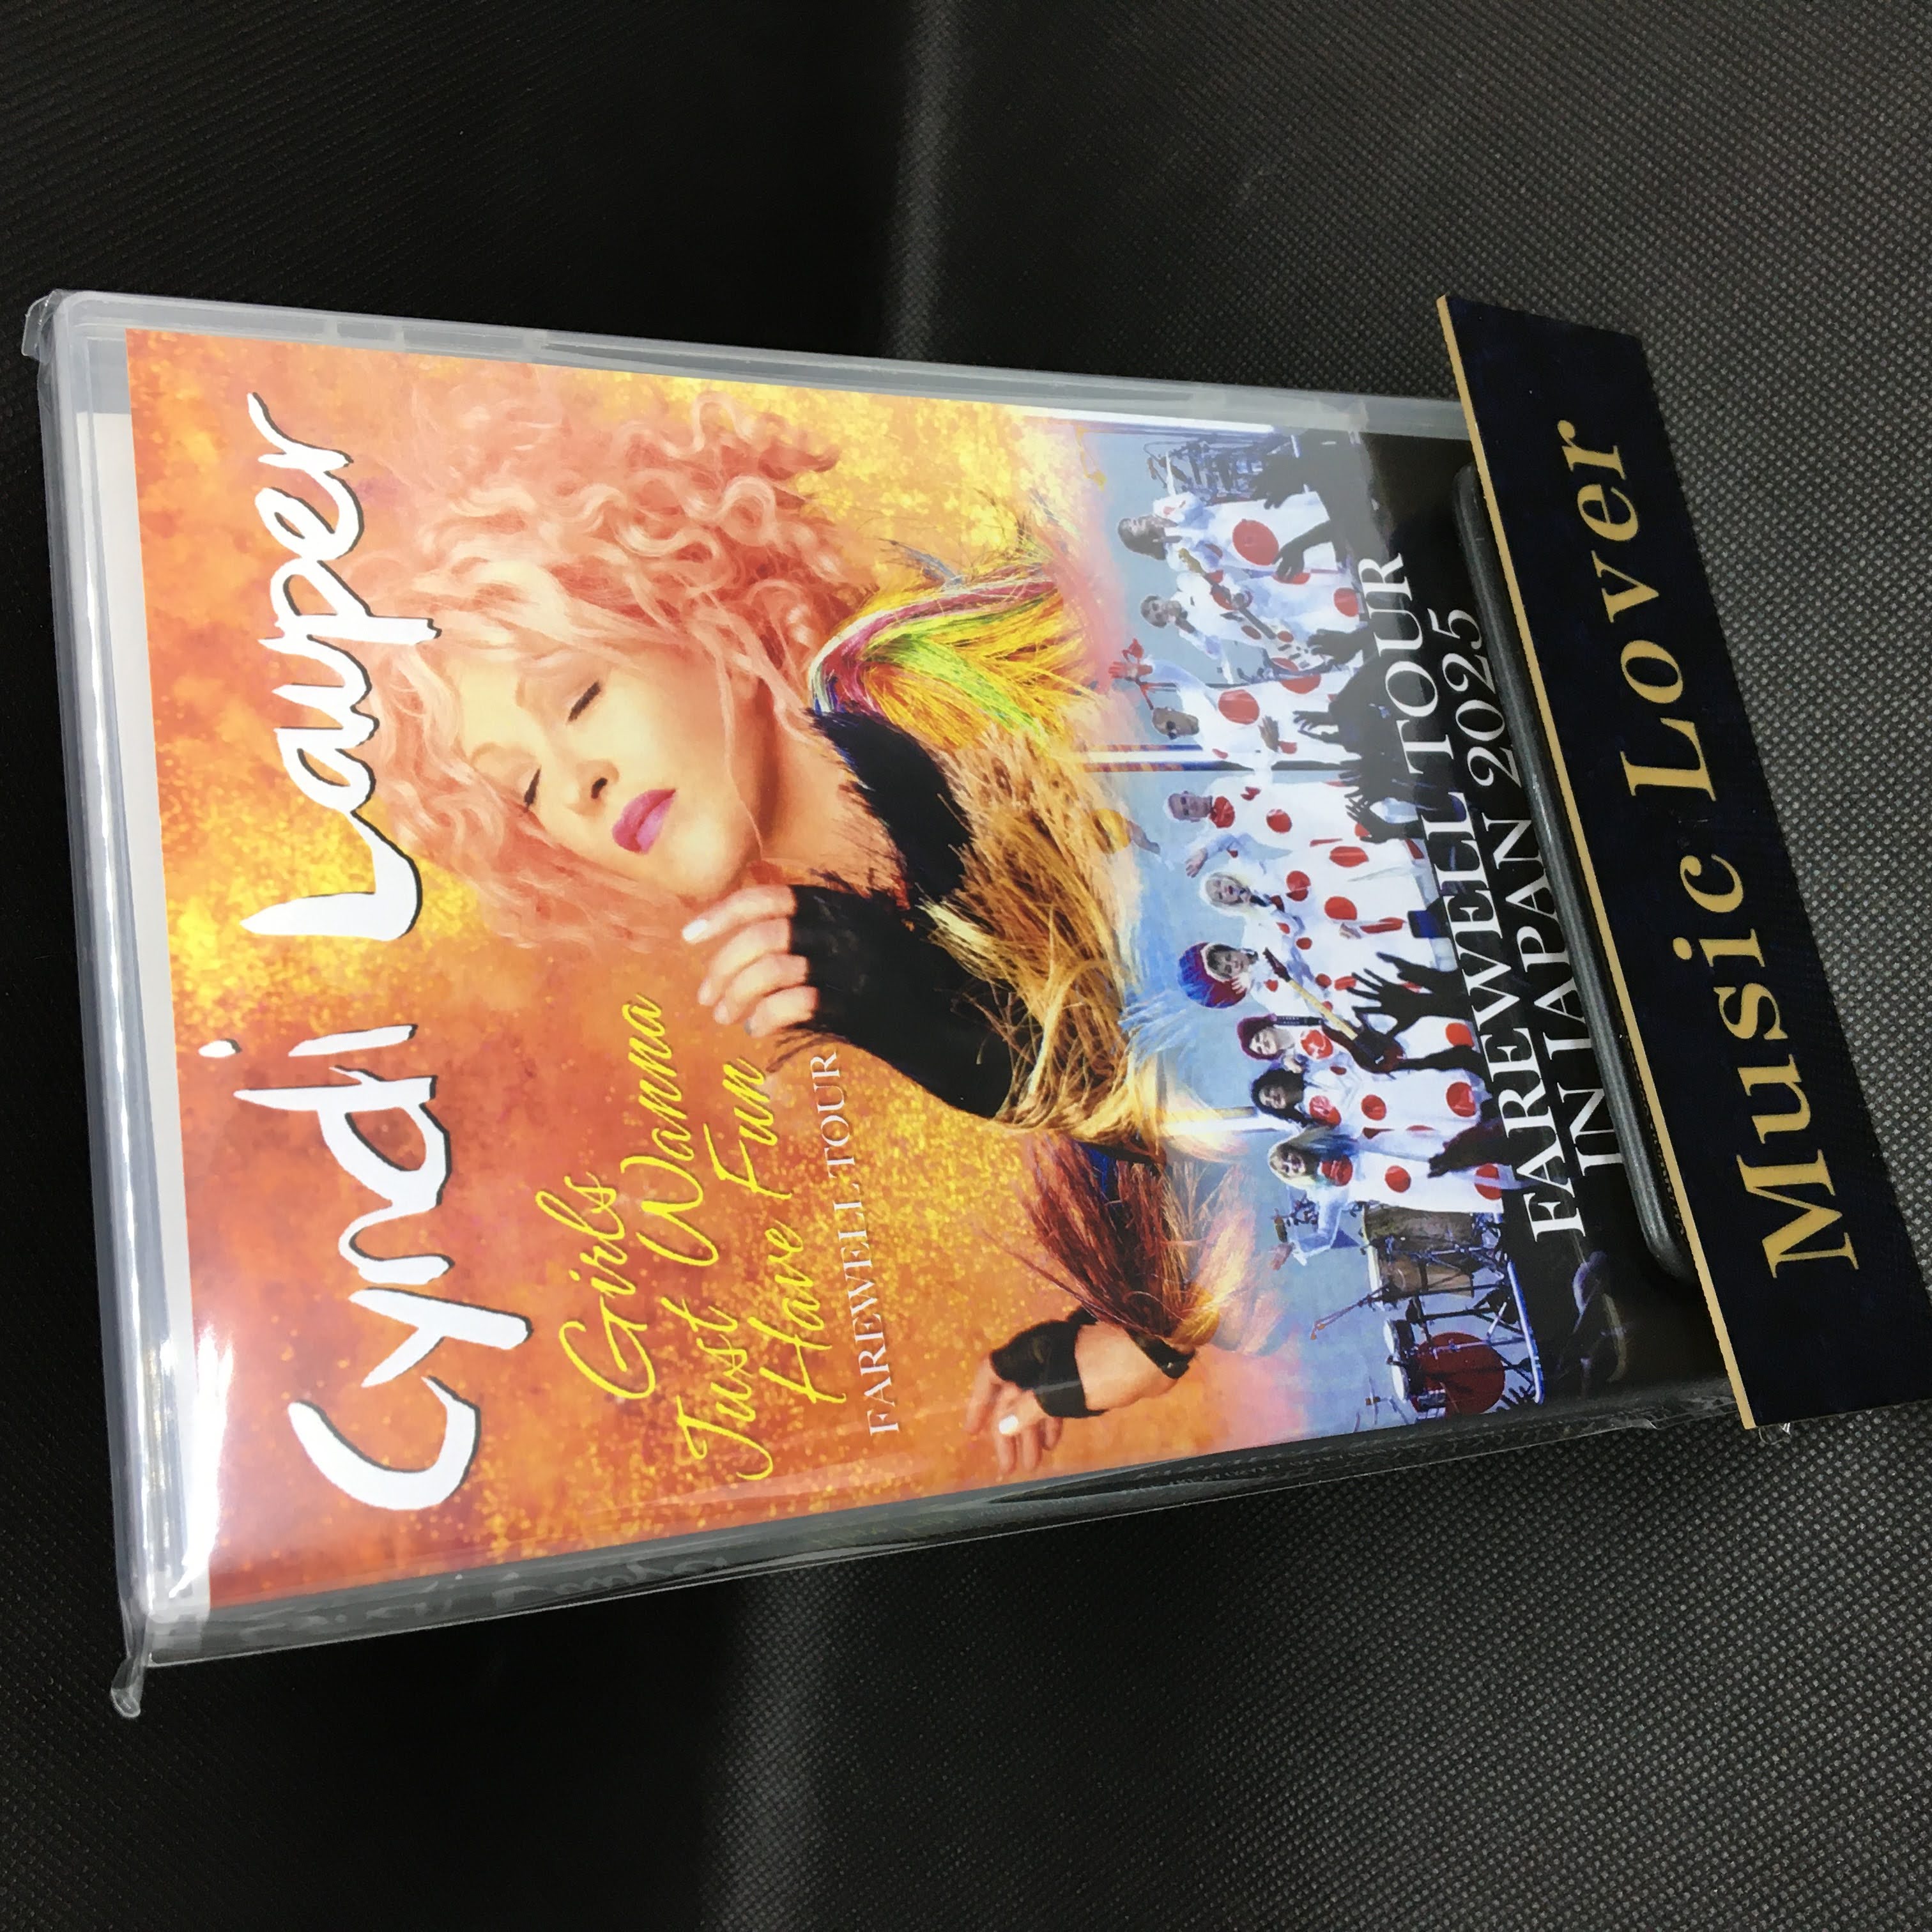 Cyndi Lauper
Girls
Just Wanna
Have Fun
FAREWELL TOUR
FAREWELL TOUR
IN JAPAN 2025
Music Lover